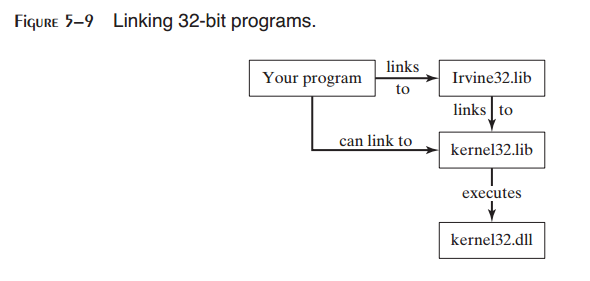 FIGURE 5–9 Linking 32-bit programs.
Your program
links
to
Irvine32.lib
links to
can link to
kernel32.lib
executes
kernel32.dll